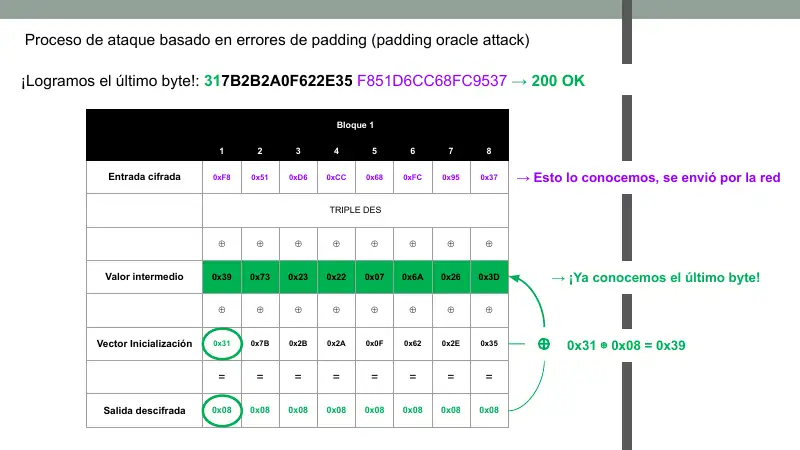 Proceso de ataque basado en errores de padding (padding oracle attack)
¡Logramos el último byte!: 317B2B2A0F622E35 F851D6CC68FC9537 → 200 OK
Bloque 1
1 2 3 4 5 6 7 8
Entrada cifrada 0xF8 0x51 0xD6 0xCC 0x68 0xFC 0x95 0x37 → Esto lo conocemos, se envió por la red
TRIPLE DES
⊕ ⊕ ⊕ ⊕ ⊕ ⊕ ⊕ ⊕
Valor intermedio 0x39 0x73 0x23 0x22 0x07 0x6A 0x26 0x3D → ¡Ya conocemos el último byte!
⊕ ⊕ ⊕ ⊕ ⊕ ⊕ ⊕ ⊕
Vector Inicialización 0x31 0x7B 0x2B 0x2A 0x0F 0x62 0x2E 0x35 ⊕ 0x31 ⊕ 0x08 = 0x39
= = = = = = = =
Salida descifrada 0x08 0x08 0x08 0x08 0x08 0x08 0x08 0x08